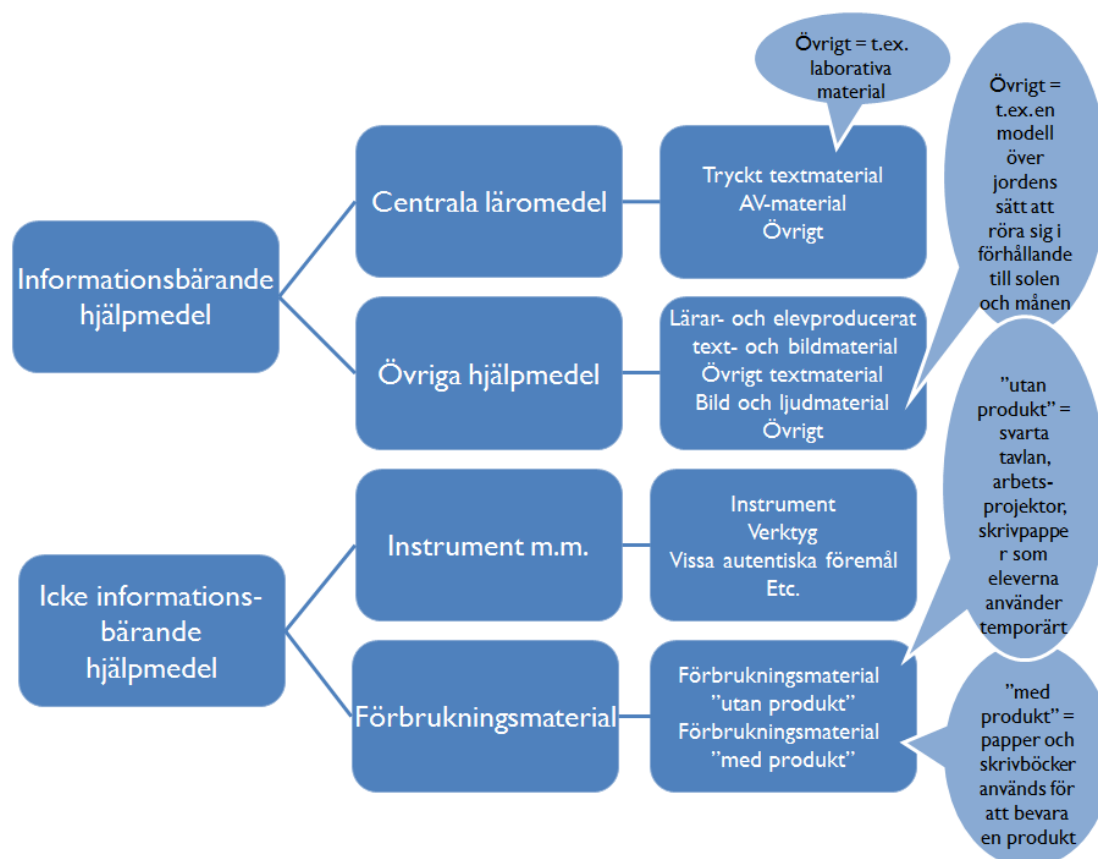 Övrigt = t.ex.
laborativa
material
Övrigt =
t.ex. en
modell
över
jordens
sätt att
röra sig i
förhållande
till solen
och månen
Informationsbärande
hjälpmedel
Centrala läromedel
Tryckt textmaterial
AV-material
Övrigt
Övriga hjälpmedel
Lärar- och elevproducerat
text- och bildmaterial
Övrigt textmaterial
Bild och ljudmaterial
Övrigt
”utan
produkt” =
svarta
tavlan,
arbets-
projektor,
skrivpappe
r som
eleverna
använder
temporärt
Icke informations-
bärande
hjälpmedel
Instrument m.m.
Instrument
Verktyg
Vissa autentiska föremål
Etc.
Förbrukningsmaterial
Förbrukningsmaterial
”utan produkt”
Förbrukningsmaterial
”med produkt”
”med
produkt” =
papper och
skrivböcker
används för
att bevara
en produkt